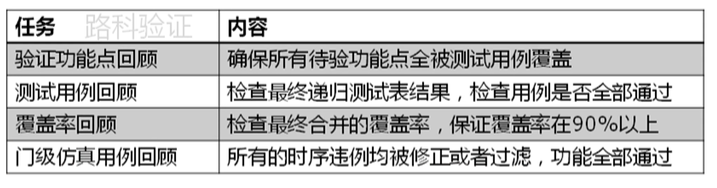 任务 路科验证 内容
验证功能点回顾 确保所有待验功能点全被测试用例覆盖
测试用例回顾 检查最终递归测试表结果，检查用例是否全部通过
覆盖率回顾 检查最终合并的覆盖率，保证覆盖率在90%以上
门级仿真用例回顾 所有的时序违例均被修正或者过滤，功能全部通过